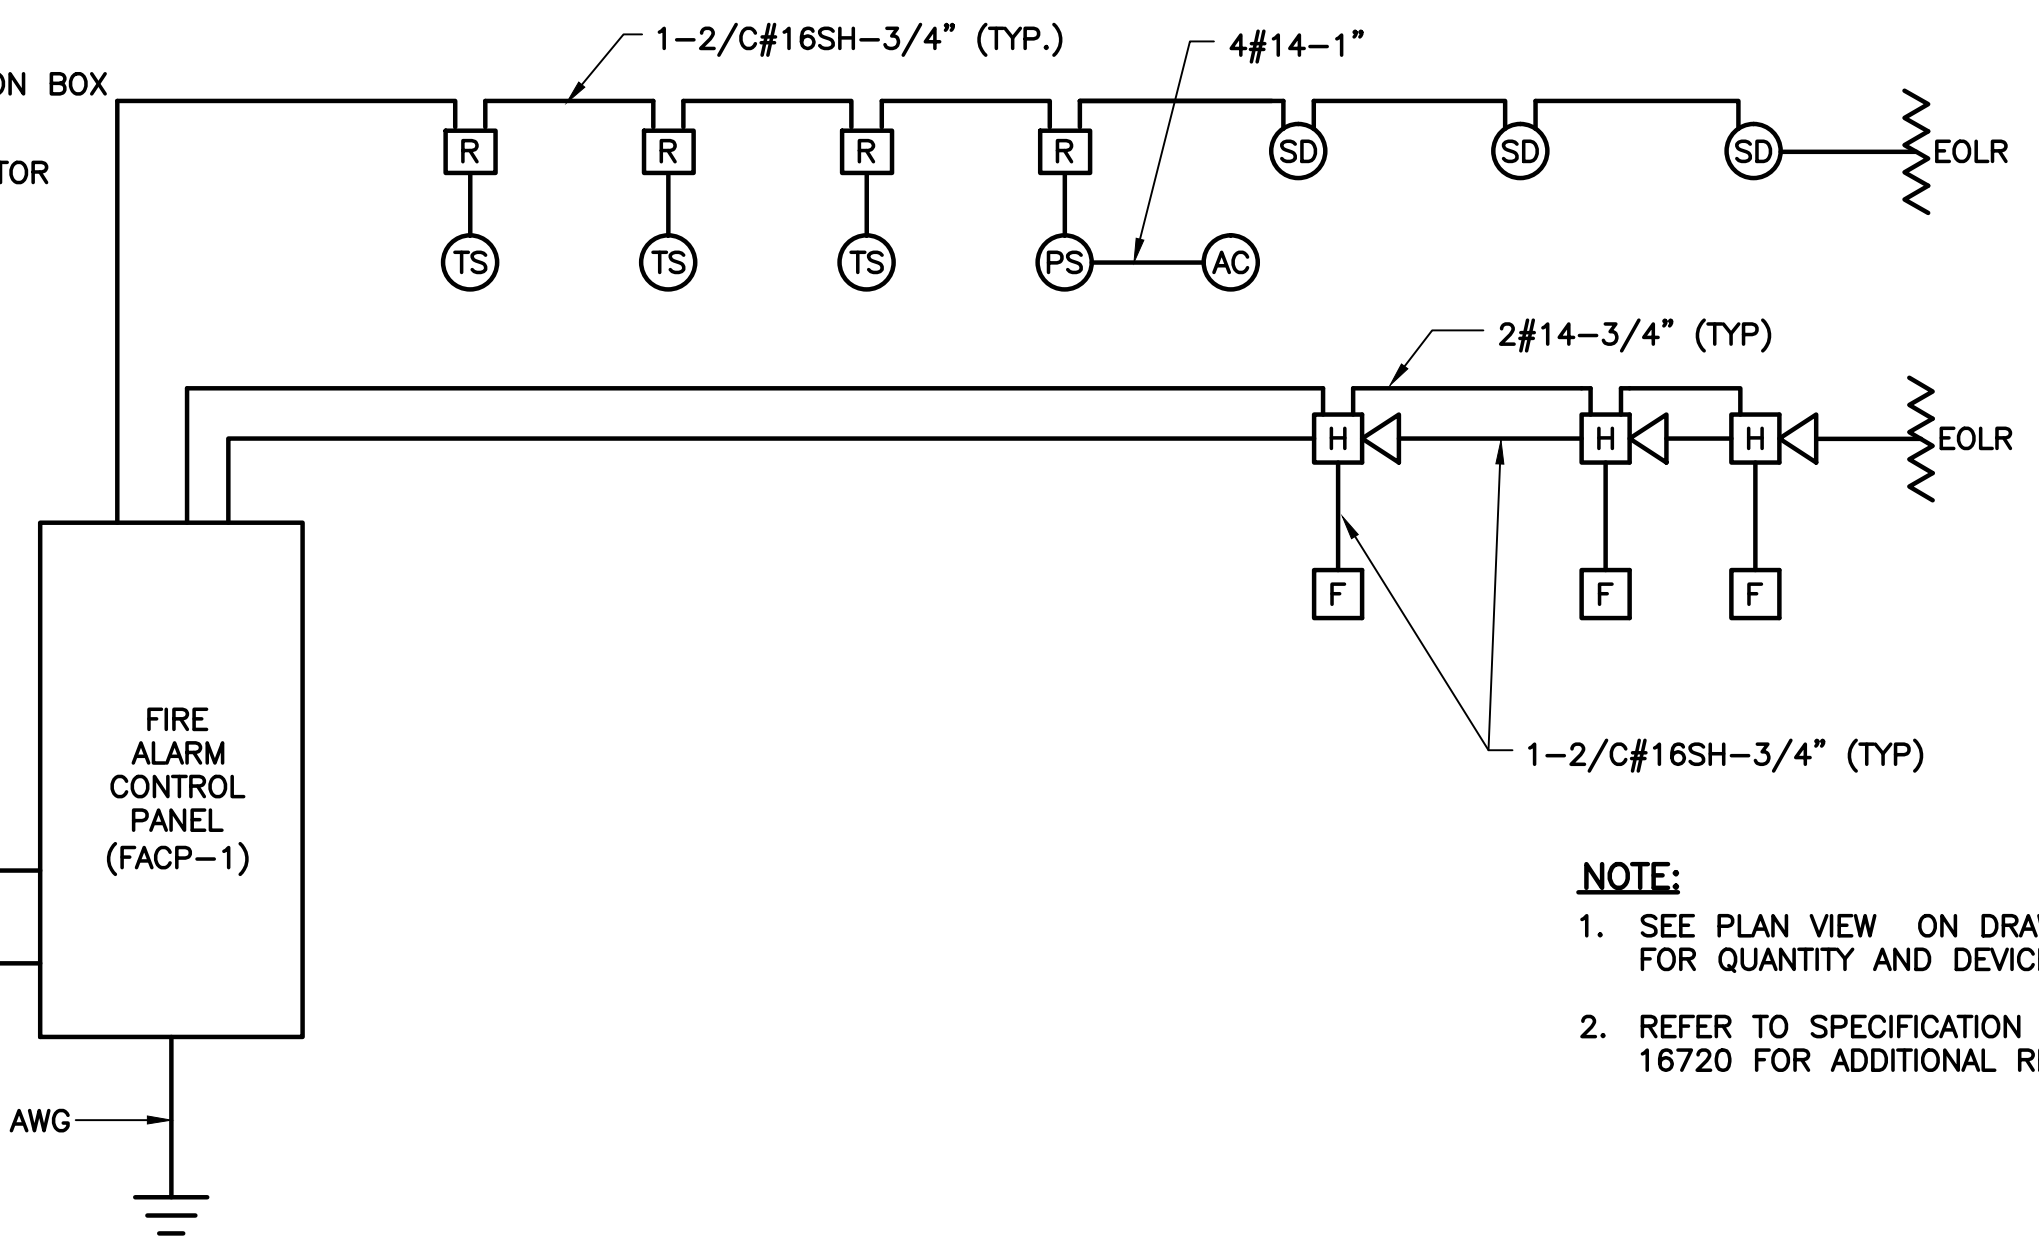 1-2/C#16SH-3/4" (TYP.)
4#14-1"
ON BOX
TOR
R R R R SD SD SD EOLR
TS TS TS PS AC
2#14-3/4" (TYP)
H H H EOLR
F F F
1-2/C#16SH-3/4" (TYP)
FIRE
ALARM
CONTROL
PANEL
(FACP-1)
NOTE:
1. SEE PLAN VIEW ON
FOR QUANTITY AND
2. REFER TO SPECIFICATION
16720 FOR ADDITIONAL
AWG